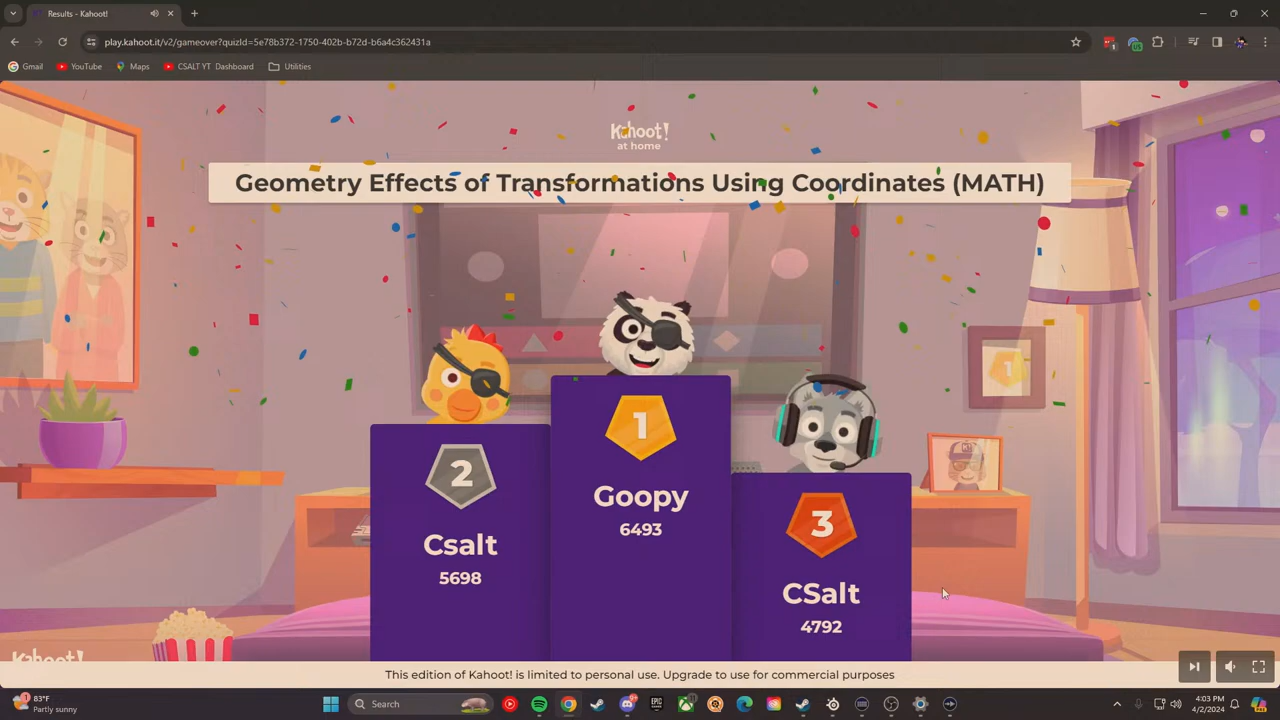 Results - Kahoot!
play.kahoot.it/v2/gameover?quizId=5e78b372-1750-402b-b72d-b6a4c362431a
Gmail
YouTube
Maps
CSALT YT Dashboard
Utilities
Kahoot!
at home
Geometry Effects of Transformations Using Coordinates (MATH)
1
1
2
Goopy
6493
3
Csalt
5698
CSalt
4792
Kahoot!
This edition of Kahoot! is limited to personal use. Upgrade to use for commercial purposes
83°F
Partly sunny
Search
4:03 PM
4/2/2024